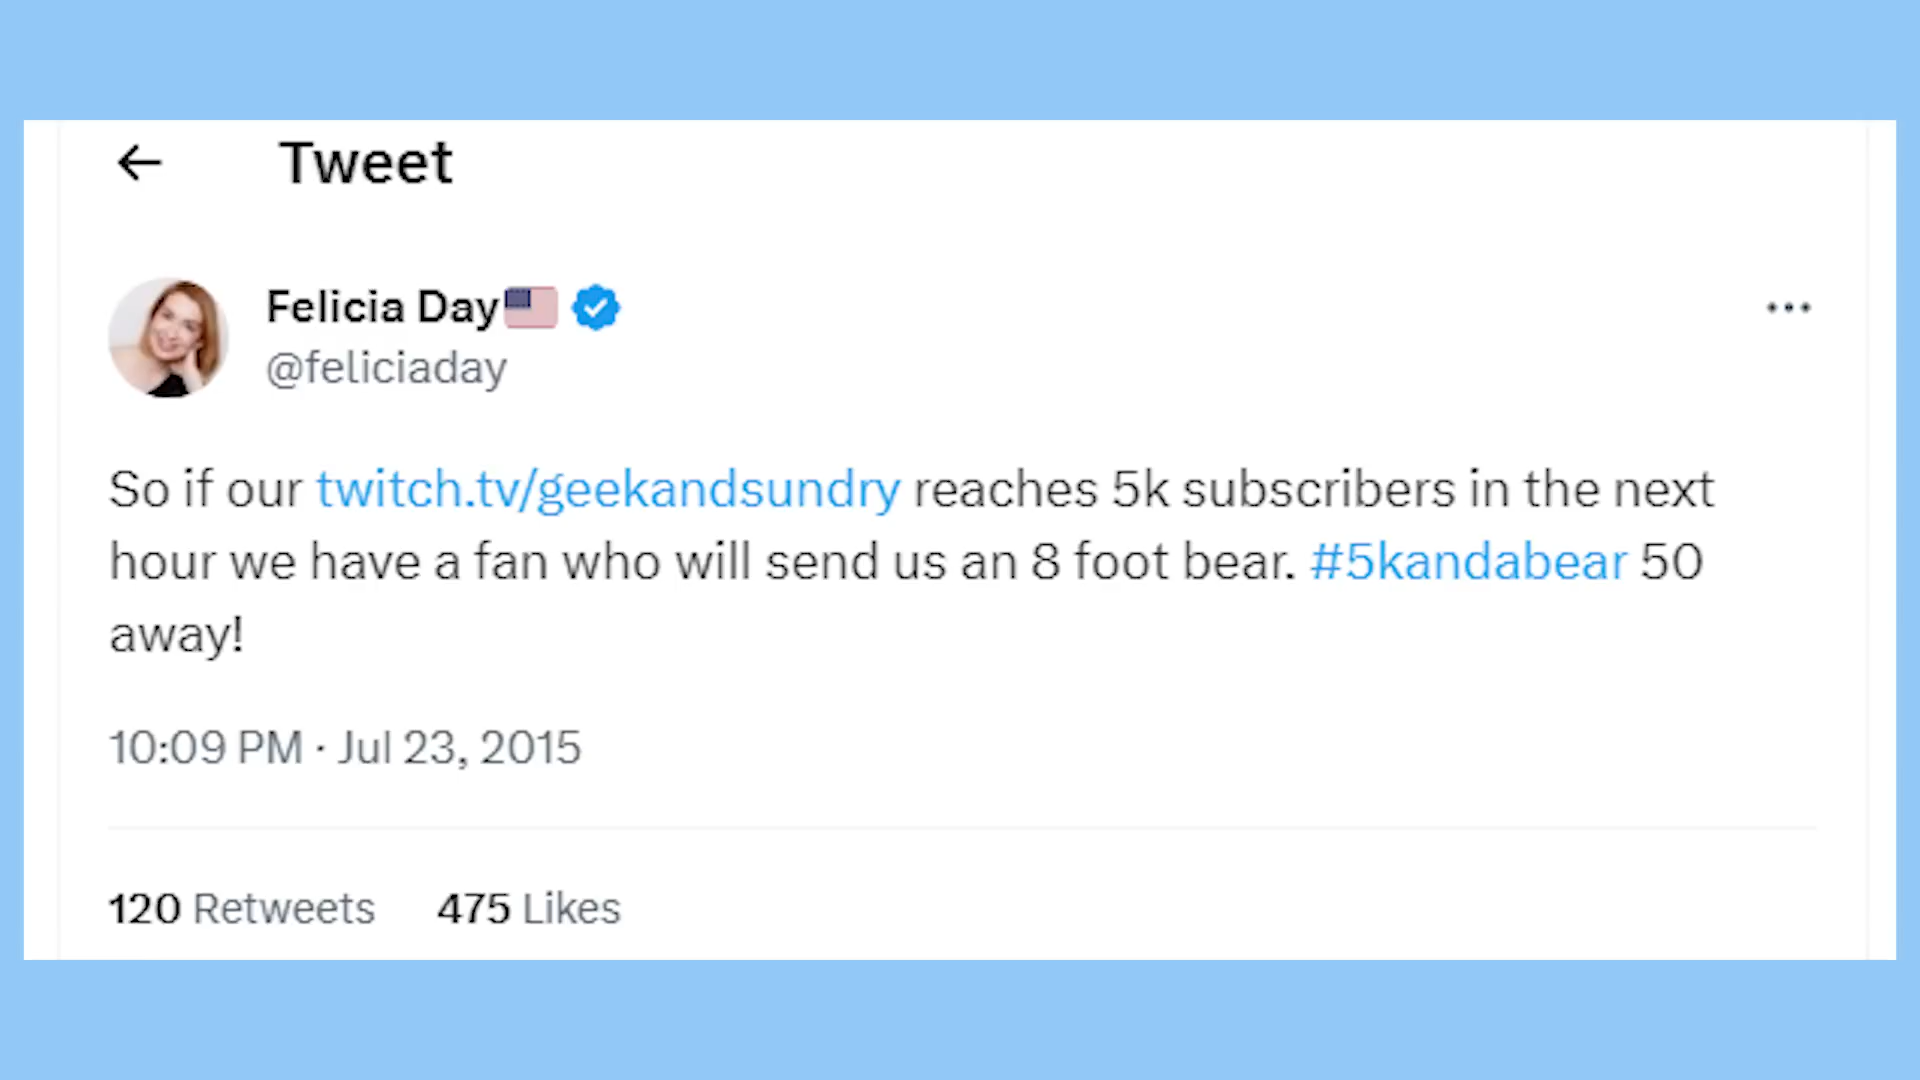 Tweet
Felicia Day
@feliciaday
So if our twitch.tv/geekandsundry reaches 5k subscribers in the next
hour we have a fan who will send us an 8 foot bear. #5kandabear 50
away!
10:09 PM · Jul 23, 2015
120 Retweets 475 Likes